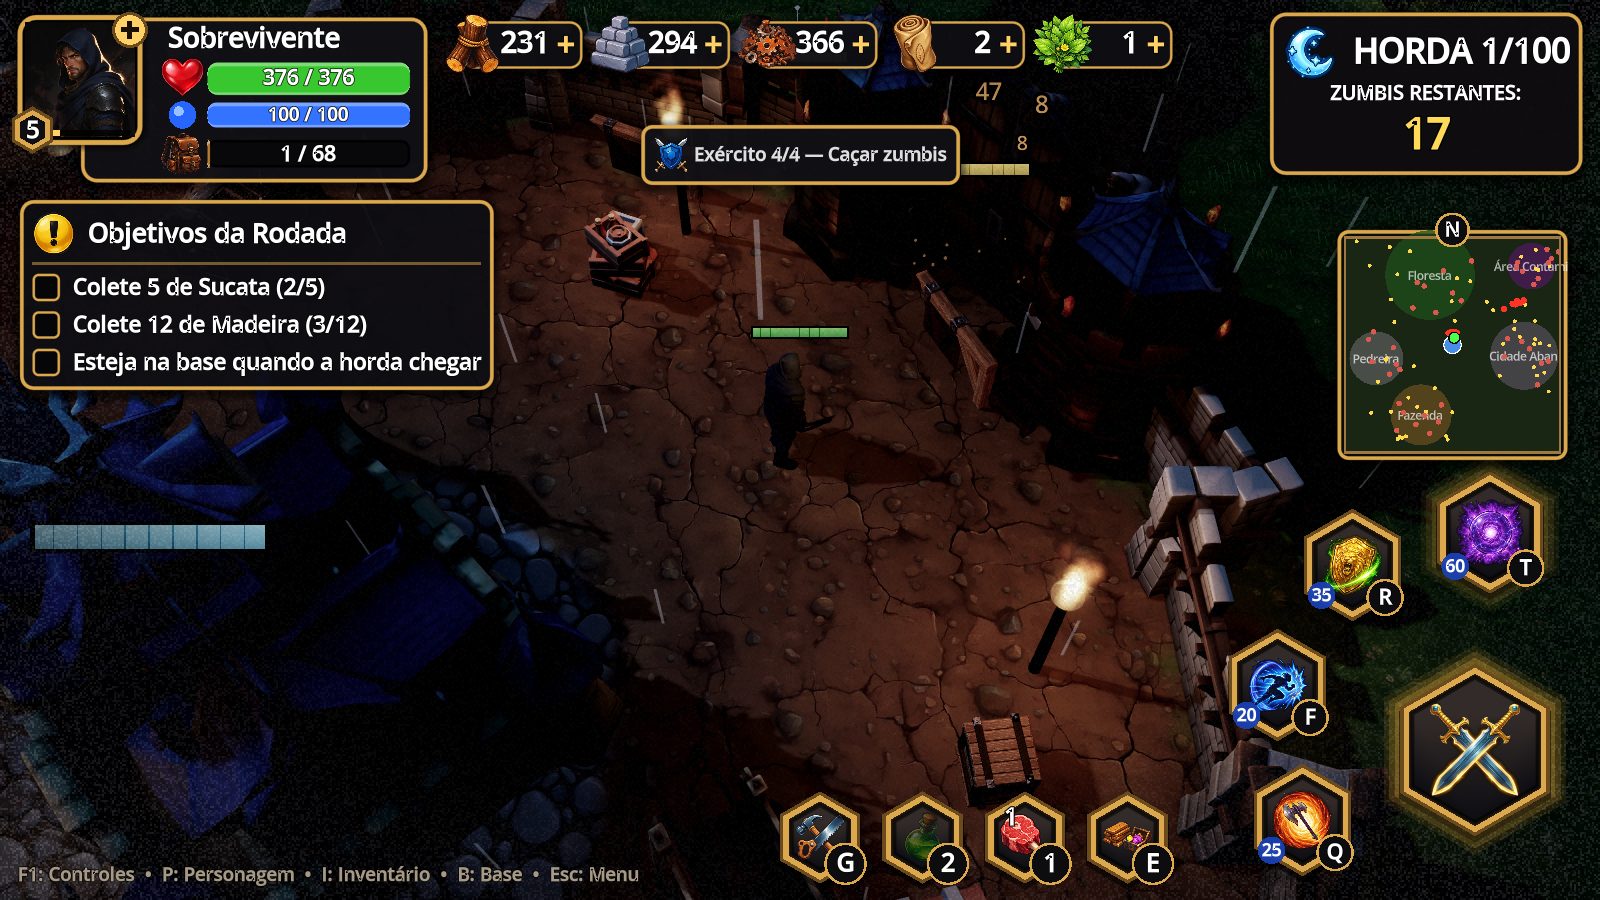 Sobrevivente
376 / 376
100 / 100
5
1 / 68
231 +
294 +
366 +
2 +
1 +
HORDA 1/100
ZUMBIS RESTANTES:
17
47
8
8
Exército 4/4 — Caçar zumbis
Objetivos da Rodada
Colete 5 de Sucata (2/5)
Colete 12 de Madeira (3/12)
Esteja na base quando a horda chegar
N
Floresta
Área Contami
Pedreira
Cidade Aban
Fazenda
60 T
35 R
20 F
25 Q
G
2
1
1
E
F1: Controles • P: Personagem • I: Inventário • B: Base • Esc: Menu